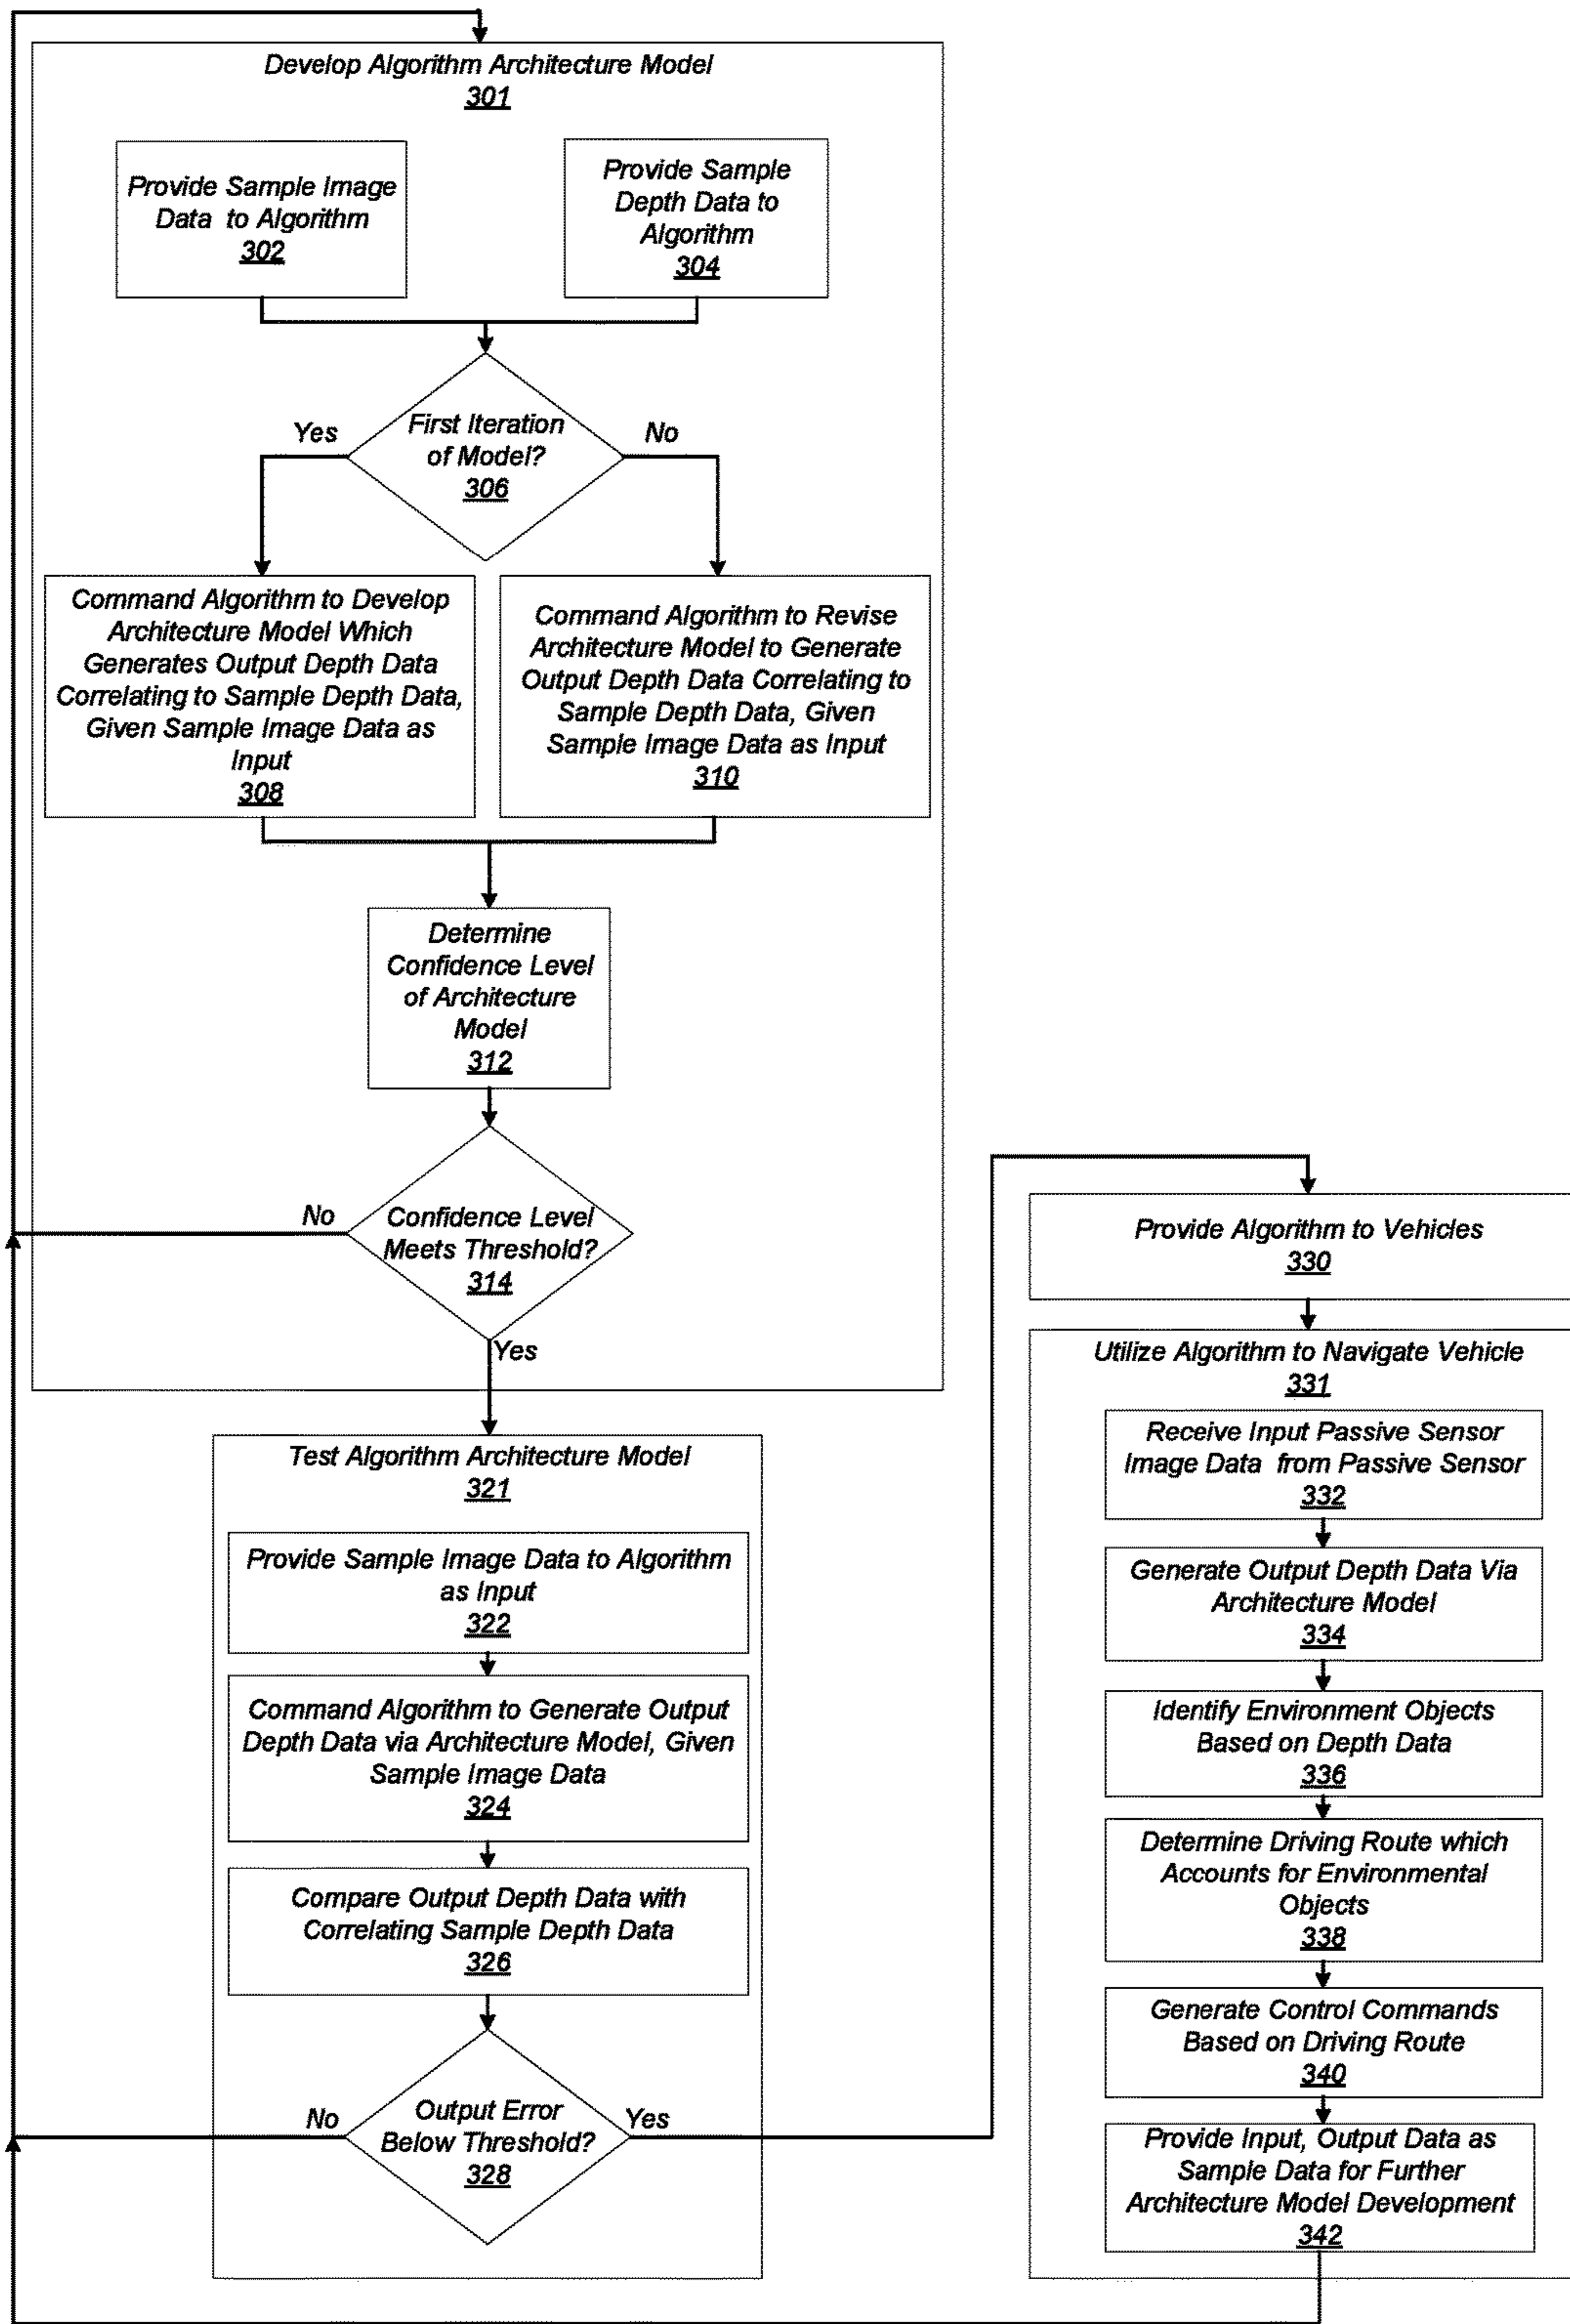 Develop Algorithm Architecture Model
301
Provide Sample Image
Data to Algorithm
302
Provide Sample
Depth Data to
Algorithm
304
First Iteration
of Model?
306
Yes
No
Command Algorithm to Develop
Architecture Model Which
Generates Output Depth Data
Correlating to Sample Depth Data,
Given Sample Image Data as
Input
308
Command Algorithm to Revise
Architecture Model to Generate
Output Depth Data Correlating to
Sample Depth Data, Given
Sample Image Data as Input
310
Determine
Confidence Level
of Architecture
Model
312
Confidence Level
Meets Threshold?
314
No
Yes
Test Algorithm Architecture Model
321
Provide Sample Image Data to Algorithm
as Input
322
Command Algorithm to Generate Output
Depth Data via Architecture Model, Given
Sample Image Data
324
Compare Output Depth Data with
Correlating Sample Depth Data
326
Output Error
Below Threshold?
328
No
Yes
Provide Algorithm to Vehicles
330
Utilize Algorithm to Navigate Vehicle
331
Receive Input Passive Sensor
Image Data from Passive Sensor
332
Generate Output Depth Data Via
Architecture Model
334
Identify Environment Objects
Based on Depth Data
336
Determine Driving Route which
Accounts for Environmental
Objects
338
Generate Control Commands
Based on Driving Route
340
Provide Input, Output Data as
Sample Data for Further
Architecture Model Development
342